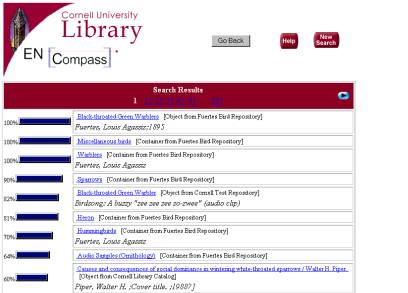 Cornell University
Library
EN [Compass]
Go Back
Help
New Search
Search Results
1
100% Black-throated Green Warblers [Object from Fuertes Bird Repository]
Fuertes, Louis Agassiz;1895
100% Miscellaneous birds [Container from Fuertes Bird Repository]
100% Warblers [Container from Fuertes Bird Repository]
Fuertes, Louis Agassiz
90% Sparrows [Container from Fuertes Bird Repository]
82% Black-throated Green Warbler [Object from Cornell Test Repository]
Birdsong: A buzzy "zee zee zee zo-zwee" (audio clip)
81% Heron [Container from Fuertes Bird Repository]
70% Hummingbirds [Container from Fuertes Bird Repository]
Fuertes, Louis Agassiz
64% Audio Samples (Ornithology) [Container from Fuertes Bird Repository]
60% Causes and consequences of social dominance in wintering white-throated sparrows / Walter H. Piper.
[Object from Cornell Library Catalog]
Piper, Walter H. ;Cover title. ;1988?]